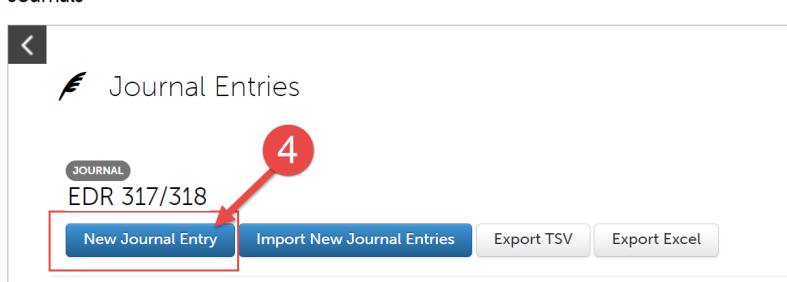 Journals
Journal Entries
4
JOURNAL
EDR 317/318
New Journal Entry Import New Journal Entries Export TSV Export Excel